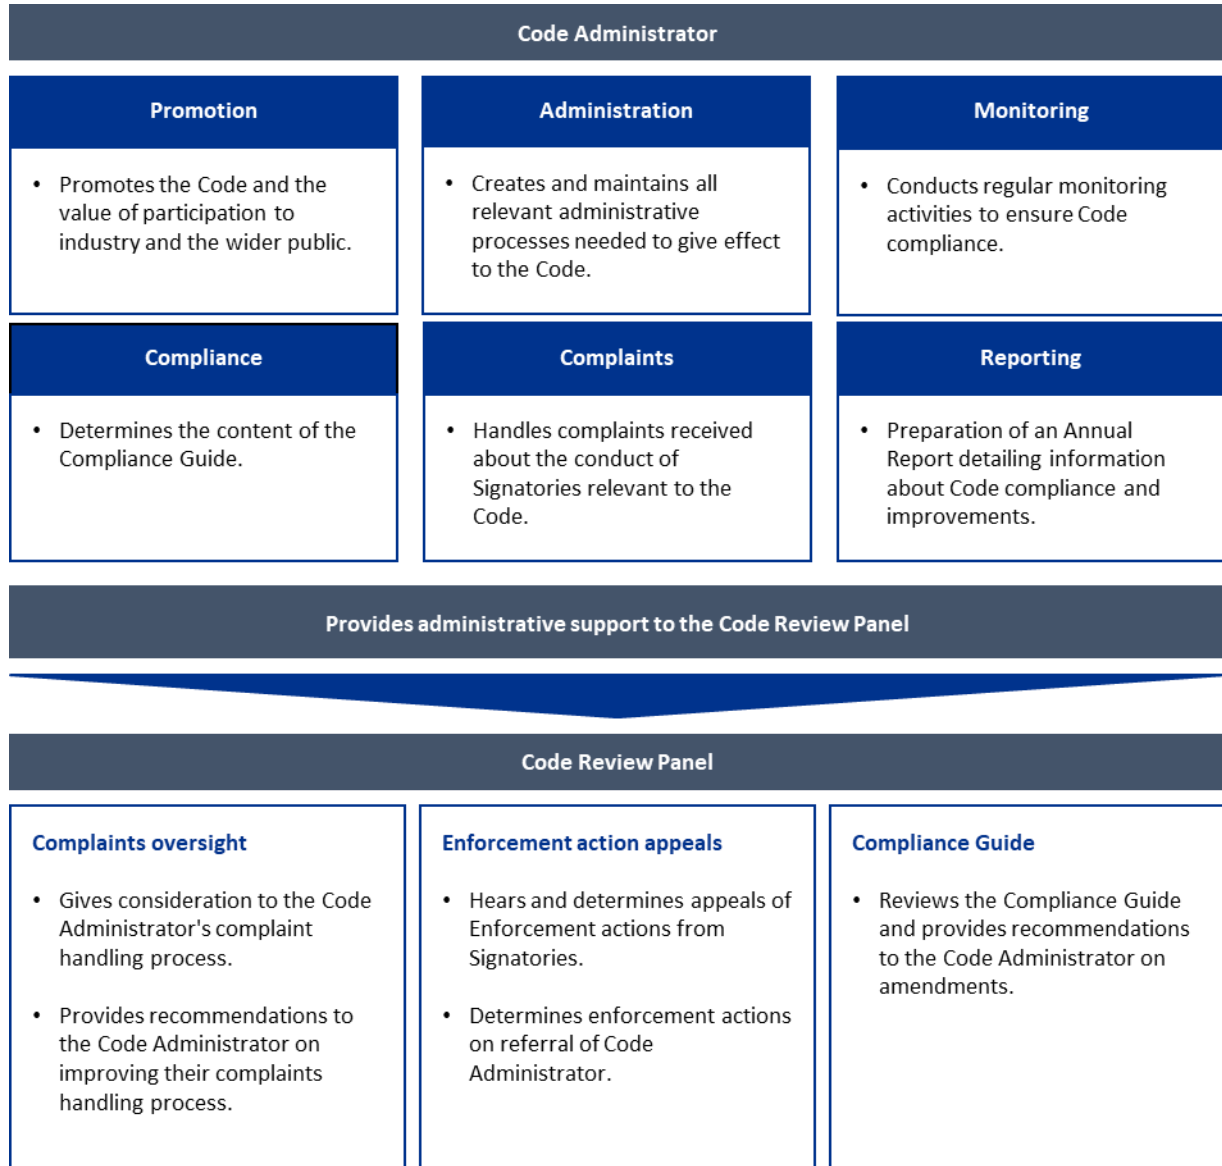 Code Administrator
Promotion
• Promotes the Code and the
value of participation to
industry and the wider public.
Administration
• Creates and maintains all
relevant administrative
processes needed to give effect
to the Code.
Monitoring
• Conducts regular monitoring
activities to ensure Code
compliance.
Compliance
• Determines the content of the
Compliance Guide.
Complaints
• Handles complaints received
about the conduct of
Signatories relevant to the
Code.
Reporting
• Preparation of an Annual
Report detailing information
about Code compliance and
improvements.
Provides administrative support to the Code Review Panel
Code Review Panel
Complaints oversight
• Gives consideration to the Code
Administrator's complaint
handling process.
• Provides recommendations to
the Code Administrator on
improving their complaints
handling process.
Enforcement action appeals
• Hears and determines appeals of
Enforcement actions from
Signatories.
• Determines enforcement actions
on referral of Code
Administrator.
Compliance Guide
• Reviews the Compliance Guide
and provides recommendations
to the Code Administrator on
amendments.